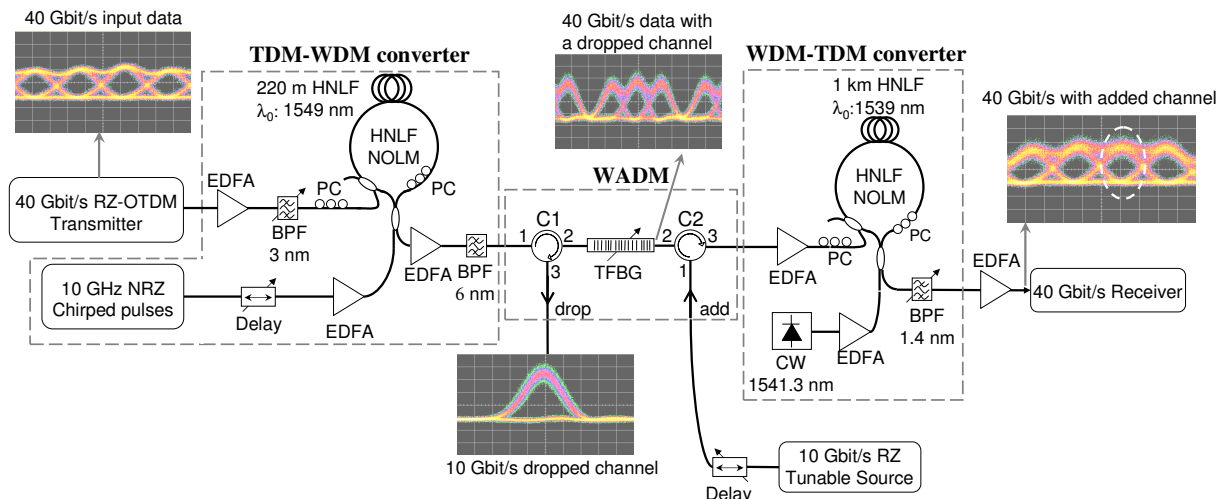 40 Gbit/s input data
TDM-WDM converter
220 m HNLF
λ₀: 1549 nm
HNLF
NOLM
PC
PC
EDFA
BPF
3 nm
40 Gbit/s RZ-OTDM
Transmitter
10 GHz NRZ
Chirped pulses
Delay
EDFA
EDFA
BPF
6 nm
40 Gbit/s data with
a dropped channel
WADM
C1
1
2
3
TFBG
C2
2
3
1
drop
add
10 Gbit/s dropped channel
WDM-TDM converter
1 km HNLF
λ₀:1539 nm
HNLF
NOLM
PC
PC
EDFA
BPF
1.4 nm
CW
1541.3 nm
EDFA
EDFA
40 Gbit/s with added channel
40 Gbit/s Receiver
10 Gbit/s RZ
Tunable Source
Delay